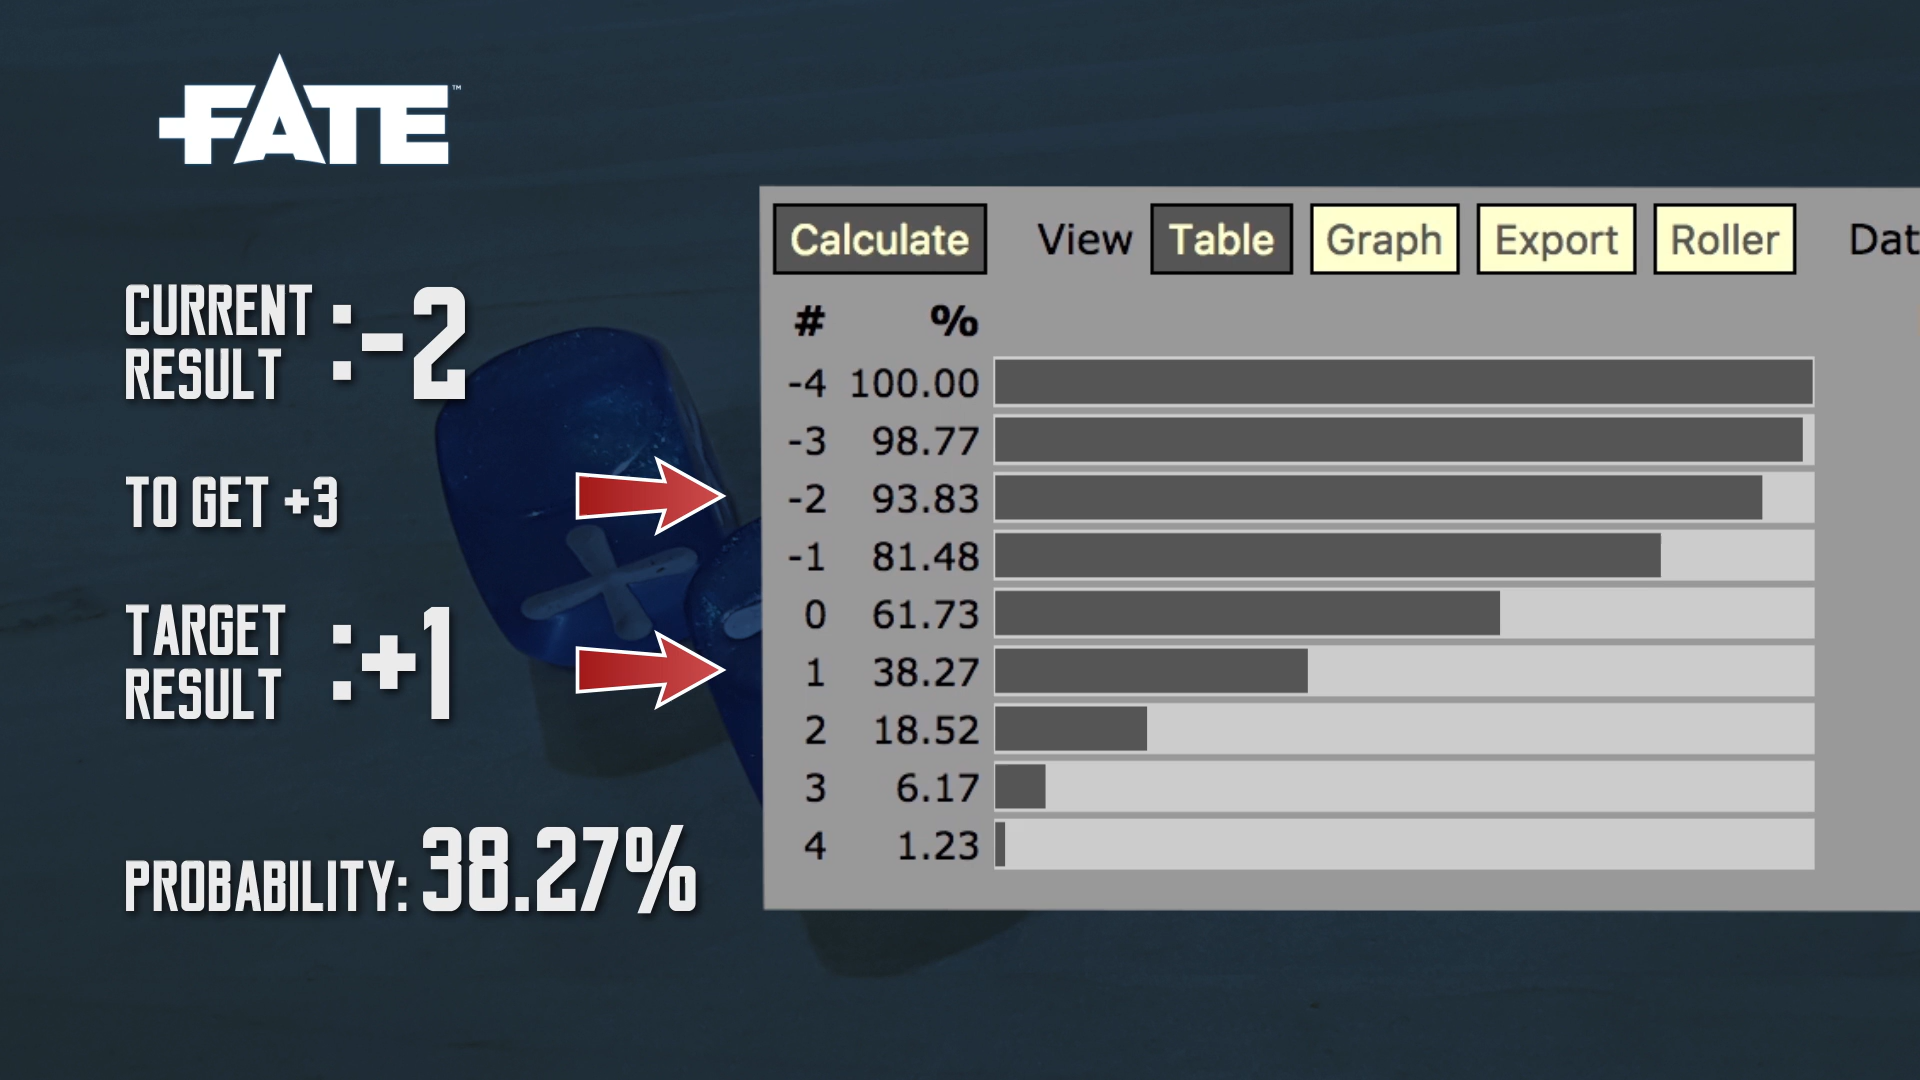 FATE™
CURRENT
RESULT :-2
TO GET +3
TARGET
RESULT :+1
PROBABILITY: 38.27%
Calculate View Table Graph Export Roller Dat
# %
-4 100.00
-3 98.77
-2 93.83
-1 81.48
0 61.73
1 38.27
2 18.52
3 6.17
4 1.23